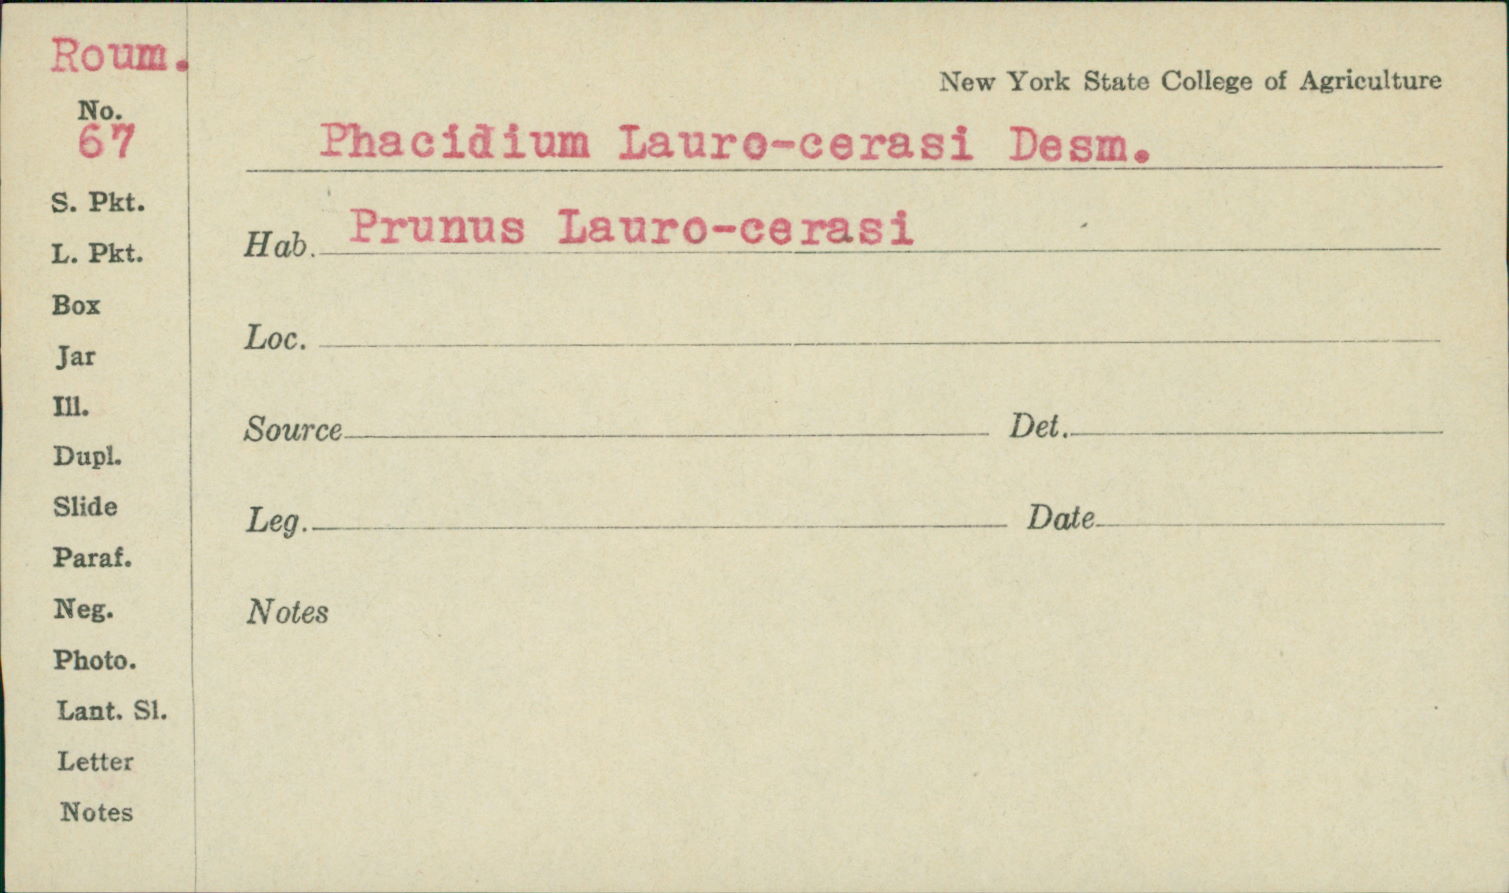 Roum.
New York State College of Agriculture
No.
67
Phacidium Lauro-cerasi Desm.
S. Pkt.
Hab. Prunus Lauro-cerasi
L. Pkt.
Box
Loc.
Jar
Ill.
Source Det.
Dupl.
Slide
Leg. Date
Paraf.
Neg.
Notes
Photo.
Lant. Sl.
Letter
Notes